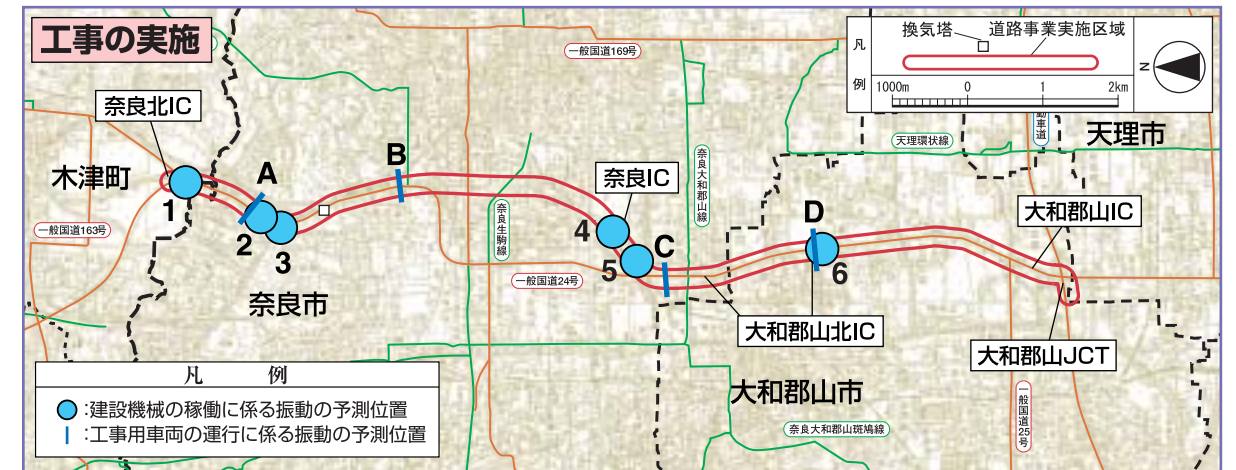 工事の実施
一般国道169号
凡例
換気塔
道路事業実施区域
1000m 0 1 2km
N
奈良北IC
木津町
一般国道163号
1
A
2
3
奈良市
B
奈良生駒線
一般国道24号
4
奈良IC
5
C
奈良大和郡山線
D
6
大和郡山北IC
大和郡山市
奈良大和郡山斑鳩線
天理環状線
動車道
天理市
大和郡山IC
大和郡山JCT
一般国道25号
凡 例
:建設機械の稼働に係る振動の予測位置
:工事用車両の運行に係る振動の予測位置